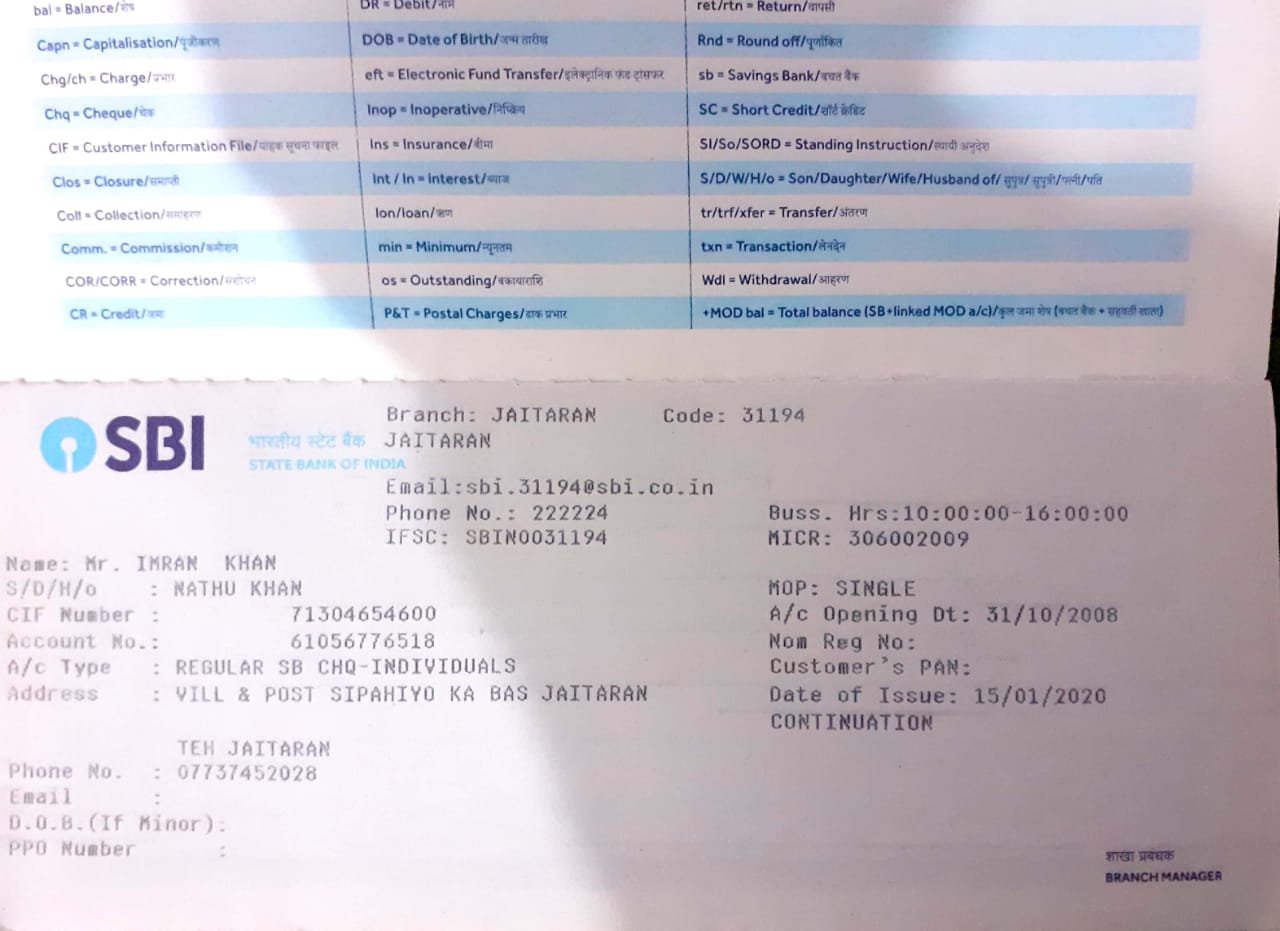 bal = Balance/शेष
DR = Debit/नामे
ret/rtn = Return/वापसी
Capn = Capitalisation/पूंजीकरण
DOB = Date of Birth/जन्म तारीख
Rnd = Round off/पूर्णांकित
Chg/ch = Charge/प्रभार
eft = Electronic Fund Transfer/इलेक्ट्रानिक फंड ट्रांसफर
sb = Savings Bank/बचत बैंक
Chq = Cheque/चेक
Inop = Inoperative/निष्क्रिय
SC = Short Credit/शॉर्ट क्रेडिट
CIF = Customer Information File/ग्राहक सूचना फाइल
Ins = Insurance/बीमा
SI/So/SORD = Standing Instruction/स्थायी अनुदेश
Clos = Closure/समाप्ती
Int / In = Interest/ब्याज
S/D/W/H/o = Son/Daughter/Wife/Husband of/ सुपुत्र/ सुपुत्री/पत्नी/पति
Coll = Collection/समाहरण
lon/loan/ऋण
tr/trf/xfer = Transfer/अंतरण
Comm. = Commission/कमीशन
min = Minimum/न्यूनतम
txn = Transaction/लेनदेन
COR/CORR = Correction/संशोधन
os = Outstanding/बकायाराशि
Wdl = Withdrawal/आहरण
CR = Credit/जमा
P&T = Postal Charges/डाक प्रभार
+MOD bal = Total balance (SB+linked MOD a/c)/कुल जमा शेष (बचत बैंक + सहवर्ती खाता)
SBI
भारतीय स्टेट बैंक
STATE BANK OF INDIA
Branch: JAITARAN Code: 31194
JAITARAN
Email:sbi.31194@sbi.co.in
Phone No.: 222224 Buss. Hrs:10:00:00-16:00:00
IFSC: SBIN0031194 MICR: 306002009
Name: Mr. IMRAN KHAN
S/D/H/o : NATHU KHAN MOP: SINGLE
CIF Number : 71304654600 A/c Opening Dt: 31/10/2008
Account No.: 61056776518 Nom Reg No:
A/c Type : REGULAR SB CHQ-INDIVIDUALS Customer's PAN:
Address : VILL & POST SIPAHIYO KA BAS JAITARAN Date of Issue: 15/01/2020
CONTINUATION
TEH JAITARAN
Phone No. : 07737452028
Email :
D.O.B.(If Minor):
PPO Number :
शाखा प्रबंधक
BRANCH MANAGER